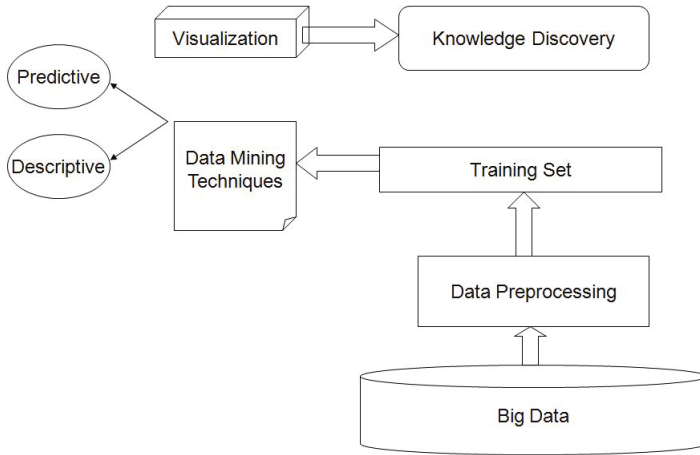 Visualization
Knowledge Discovery
Predictive
Descriptive
Data Mining
Techniques
Training Set
Data Preprocessing
Big Data